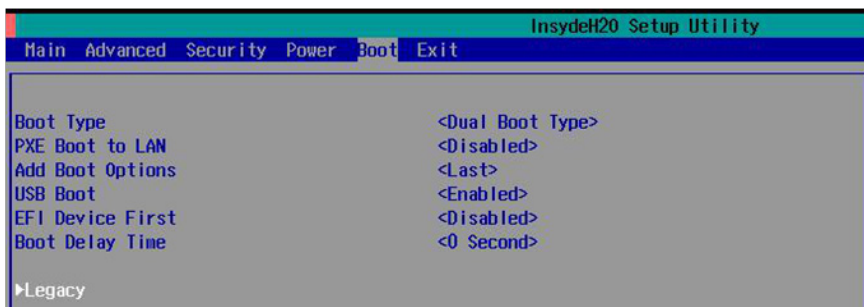 InsydeH20 Setup Utility
Main Advanced Security Power Boot Exit
Boot Type <Dual Boot Type>
PXE Boot to LAN <Disabled>
Add Boot Options <Last>
USB Boot <Enabled>
EFI Device First <Disabled>
Boot Delay Time <0 Second>
▶Legacy